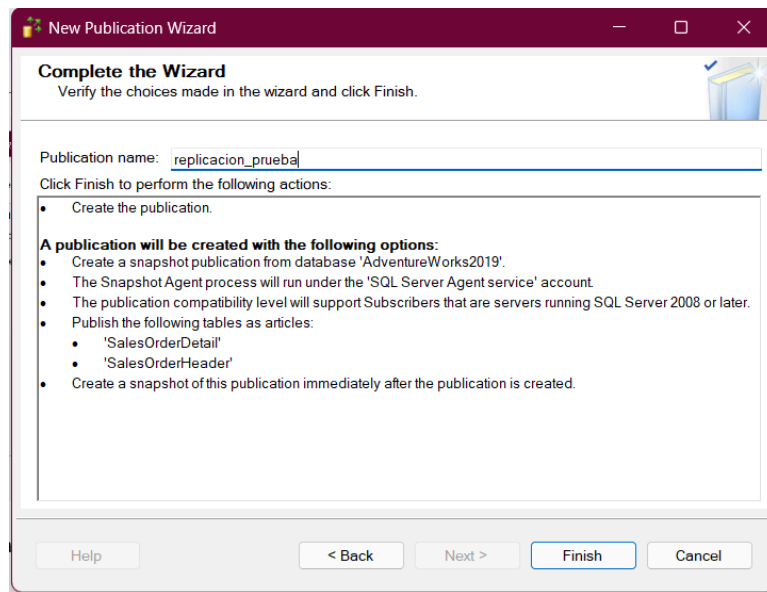 New Publication Wizard
Complete the Wizard
Verify the choices made in the wizard and click Finish.
Publication name: replicacion_prueba
Click Finish to perform the following actions:
• Create the publication.
A publication will be created with the following options:
• Create a snapshot publication from database 'AdventureWorks2019'.
• The Snapshot Agent process will run under the 'SQL Server Agent service' account.
• The publication compatibility level will support Subscribers that are servers running SQL Server 2008 or later.
• Publish the following tables as articles:
• 'SalesOrderDetail'
• 'SalesOrderHeader'
• Create a snapshot of this publication immediately after the publication is created.
Help < Back Next > Finish Cancel